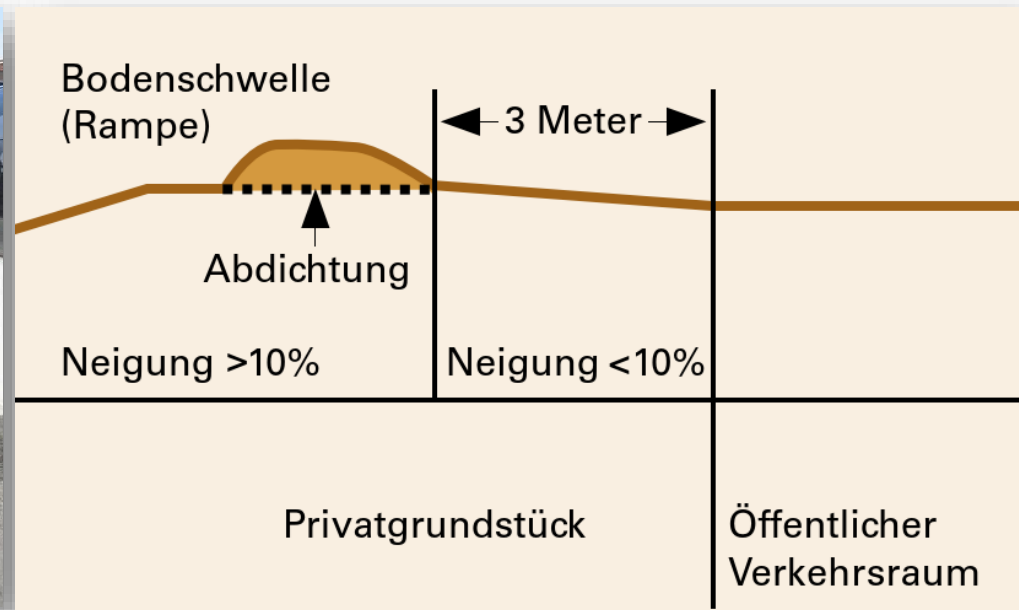 Bodenschwelle
(Rampe)
3 Meter
Abdichtung
Neigung >10%
Neigung <10%
Privatgrundstück
Öffentlicher
Verkehrsraum